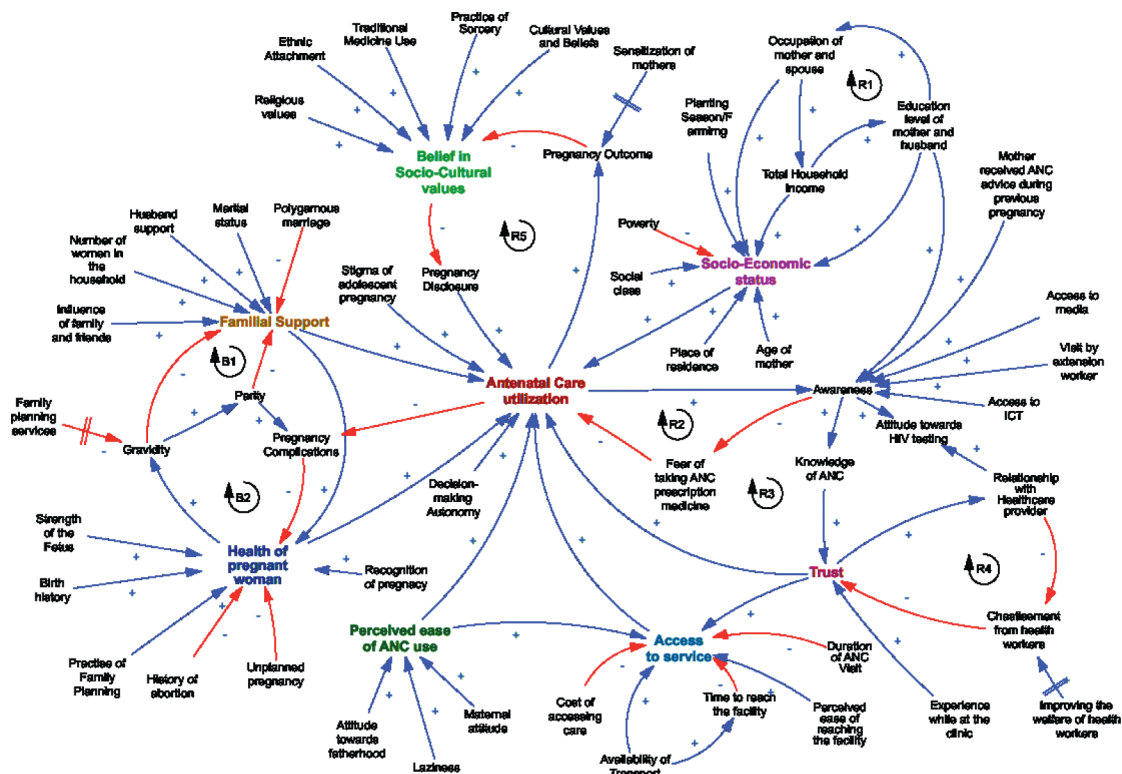 Practice of
Sorcery
Traditional
Medicine Use
Cultural Values
and Beliefs
Ethnic
Attachment
Sensitization of
mothers
Religious
values
Belief in
Socio-Cultural
values
Pregnancy Outcome
R5
Pregnancy
Disclosure
Stigma of
adolescent
pregnancy
Occupation of
mother and
spouse
R1
Planting
Season/F
arming
Education
level of
mother and
husband
Total Household
Income
Mother
received ANC
advice during
previous
pregnancy
Poverty
Socio-Economic
status
Social
class
Place of
residence
Age of
mother
Access to
media
Visit by
extension
worker
Access to
ICT
Husband
support
Marital
status
Polygamous
marriage
Number of
women in
the
household
Influence
of family
and friends
Familial Support
B1
Family
planning
services
Parity
Gravidity
Pregnancy
Complications
B2
Antenatal Care
utilization
R2
Awareness
Attitude towards
HIV testing
Fear of
taking ANC
prescription
medicine
R3
Knowledge
of ANC
Relationship
with
Healthcare
provider
R4
Decision-
making
Autonomy
Strength
of the
Fetus
Health of
pregnant
woman
Birth
history
Recognition
of pregnacy
Practise of
Family
Planning
History of
abortion
Unplanned
pregnancy
Trust
Chastisement
from health
workers
Perceived ease
of ANC use
Access
to service
Duration
of ANC
Visit
Attitude
towards
fatherhood
Laziness
Maternal
attitude
Cost of
accessing
care
Time to reach
the facility
Availability of
Transport
Perceived
ease of
reaching
the facility
Experience
while at the
clinic
Improving the
welfare of health
workers